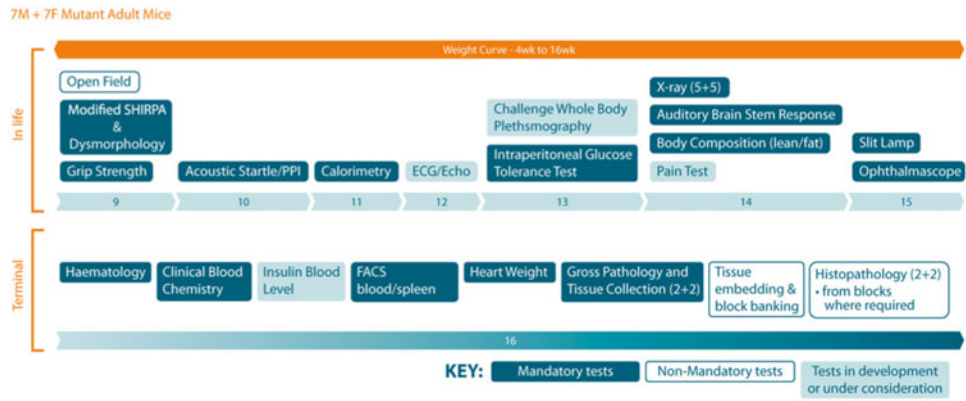 7M + 7F Mutant Adult Mice
Weight Curve - 4wk to 16wk
In life
Open Field
Modified SHIRPA
&
Dysmorphology
Grip Strength
Acoustic Startle/PPI
Calorimetry
ECG/Echo
Challenge Whole Body
Plethsmography
Intraperitoneal Glucose
Tolerance Test
X-ray (5+5)
Auditory Brain Stem Response
Body Composition (lean/fat)
Pain Test
Slit Lamp
Ophthalmascope
9
10
11
12
13
14
15
Terminal
Haematology
Clinical Blood
Chemistry
Insulin Blood
Level
FACS
blood/spleen
Heart Weight
Gross Pathology and
Tissue Collection (2+2)
Tissue
embedding &
block banking
Histopathology (2+2)
• from blocks
where required
16
KEY:
Mandatory tests
Non-Mandatory tests
Tests in development
or under consideration